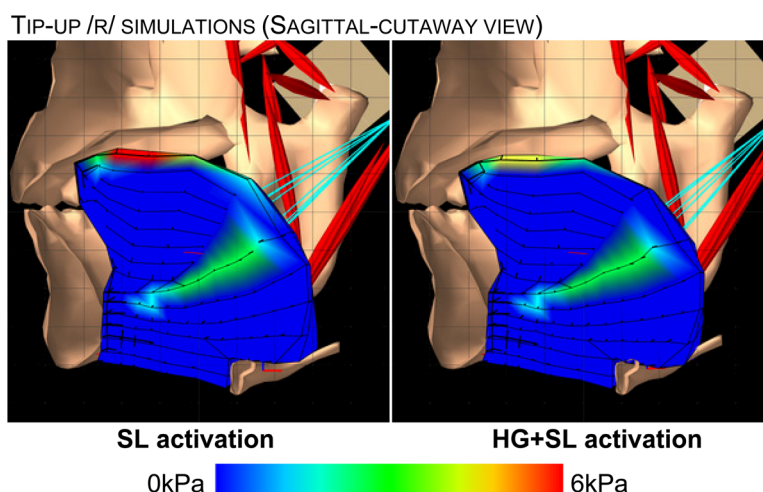 TIP-UP /R/ SIMULATIONS (SAGITTAL-CUTAWAY VIEW)
SL activation
HG+SL activation
0kPa
6kPa